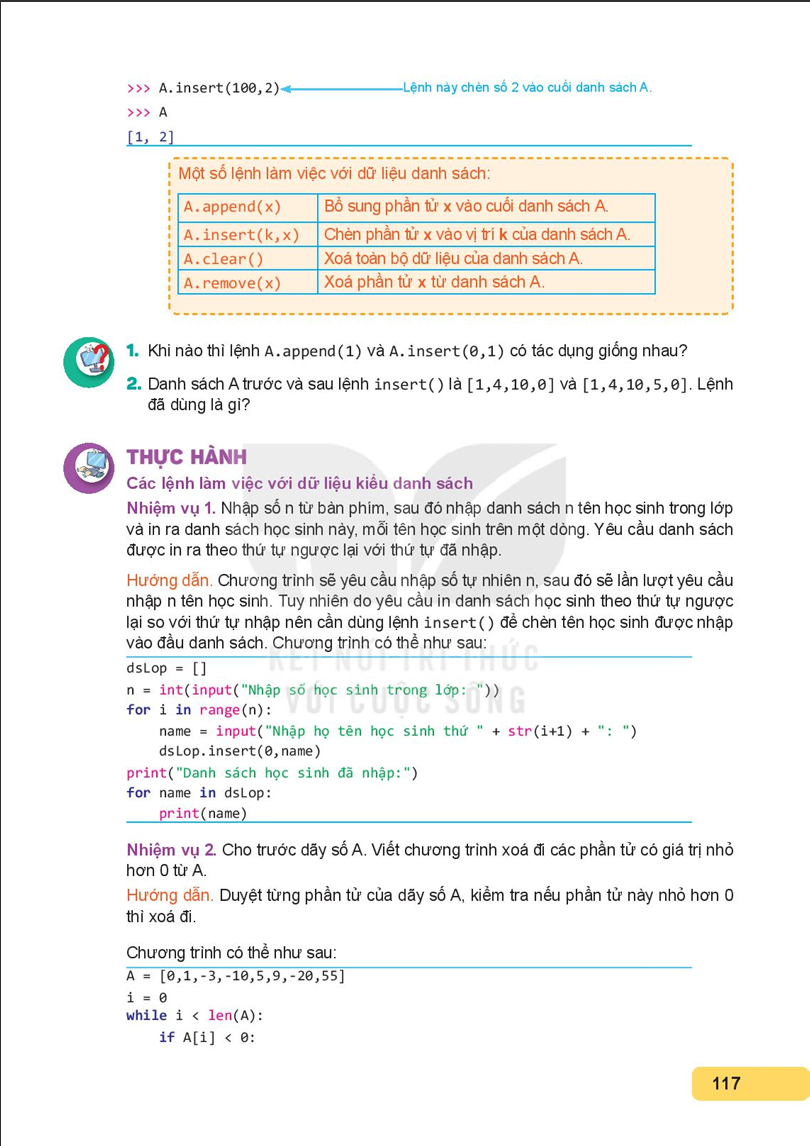 >>> A.insert(100,2) Lệnh này chèn số 2 vào cuối danh sách A.
>>> A
[1, 2]
Một số lệnh làm việc với dữ liệu danh sách:
A.append(x) Bổ sung phần tử x vào cuối danh sách A.
A.insert(k,x) Chèn phần tử x vào vị trí k của danh sách A.
A.clear() Xoá toàn bộ dữ liệu của danh sách A.
A.remove(x) Xoá phần tử x từ danh sách A.
1. Khi nào thì lệnh A.append(1) và A.insert(0,1) có tác dụng giống nhau?
2. Danh sách A trước và sau lệnh insert() là [1,4,10,0] và [1,4,10,5,0]. Lệnh
đã dùng là gì?
THỰC HÀNH
Các lệnh làm việc với dữ liệu kiểu danh sách
Nhiệm vụ 1. Nhập số n từ bàn phím, sau đó nhập danh sách n tên học sinh trong lớp
và in ra danh sách học sinh này, mỗi tên học sinh trên một dòng. Yêu cầu danh sách
được in ra theo thứ tự ngược lại với thứ tự đã nhập.
Hướng dẫn. Chương trình sẽ yêu cầu nhập số tự nhiên n, sau đó sẽ lần lượt yêu cầu
nhập n tên học sinh. Tuy nhiên do yêu cầu in danh sách học sinh theo thứ tự ngược
lại so với thứ tự nhập nên cần dùng lệnh insert() để chèn tên học sinh được nhập
vào đầu danh sách. Chương trình có thể như sau:
KẾT NỐI TRI THỨC
VỚI CUỘC SỐNG
dsLop = []
n = int(input("Nhập số học sinh trong lớp: "))
for i in range(n):
    name = input("Nhập họ tên học sinh thứ " + str(i+1) + ": ")
    dsLop.insert(0,name)
print("Danh sách học sinh đã nhập:")
for name in dsLop:
    print(name)
Nhiệm vụ 2. Cho trước dãy số A. Viết chương trình xoá đi các phần tử có giá trị nhỏ
hơn 0 từ A.
Hướng dẫn. Duyệt từng phần tử của dãy số A, kiểm tra nếu phần tử này nhỏ hơn 0
thì xoá đi.
Chương trình có thể như sau:
A = [0,1,-3,-10,5,9,-20,55]
i = 0
while i < len(A):
    if A[i] < 0:
117